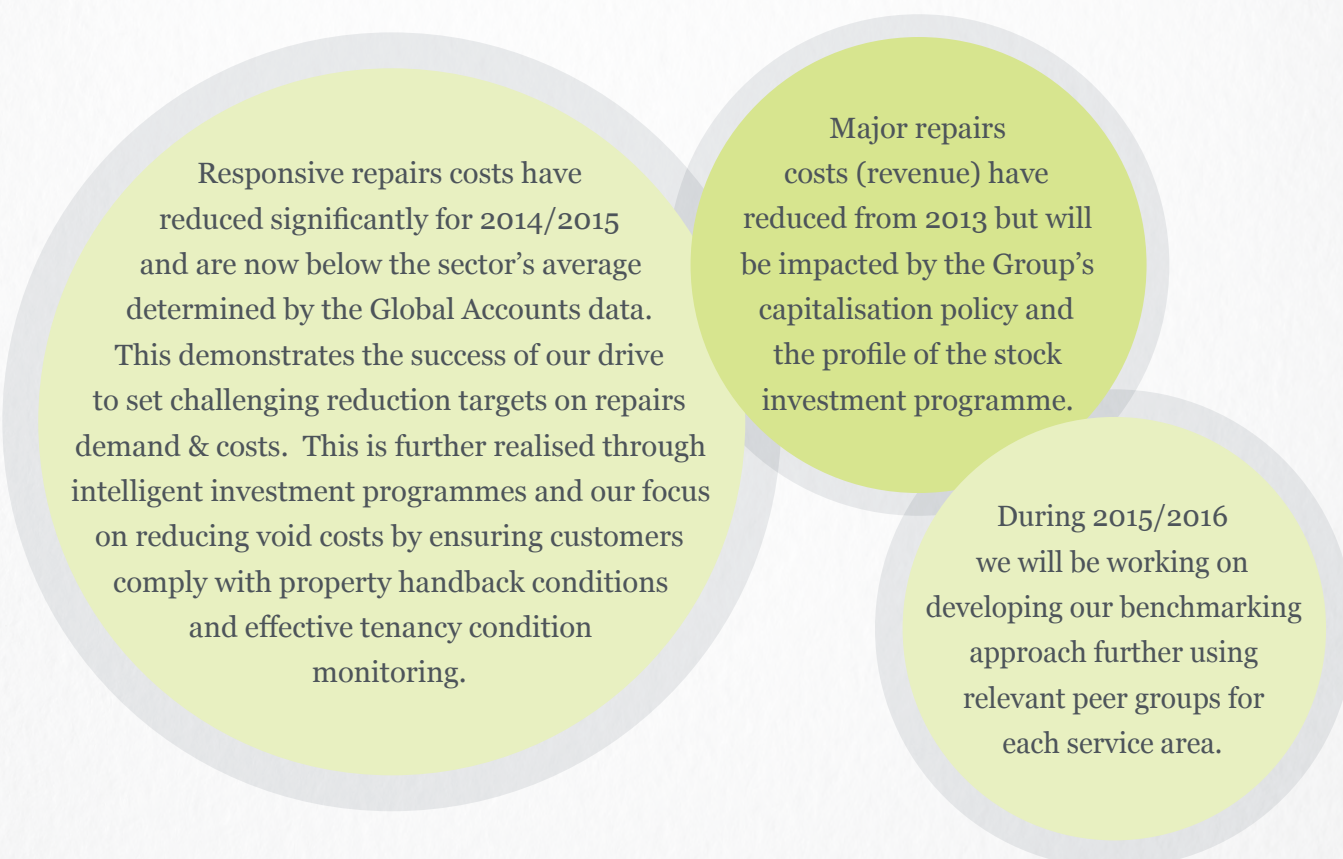 Responsive repairs costs have
reduced significantly for 2014/2015
and are now below the sector's average
determined by the Global Accounts data.
This demonstrates the success of our drive
to set challenging reduction targets on repairs
demand & costs.  This is further realised through
intelligent investment programmes and our focus
on reducing void costs by ensuring customers
comply with property handback conditions
and effective tenancy condition
monitoring.
Major repairs
costs (revenue) have
reduced from 2013 but will
be impacted by the Group's
capitalisation policy and
the profile of the stock
investment programme.
During 2015/2016
we will be working on
developing our benchmarking
approach further using
relevant peer groups for
each service area.